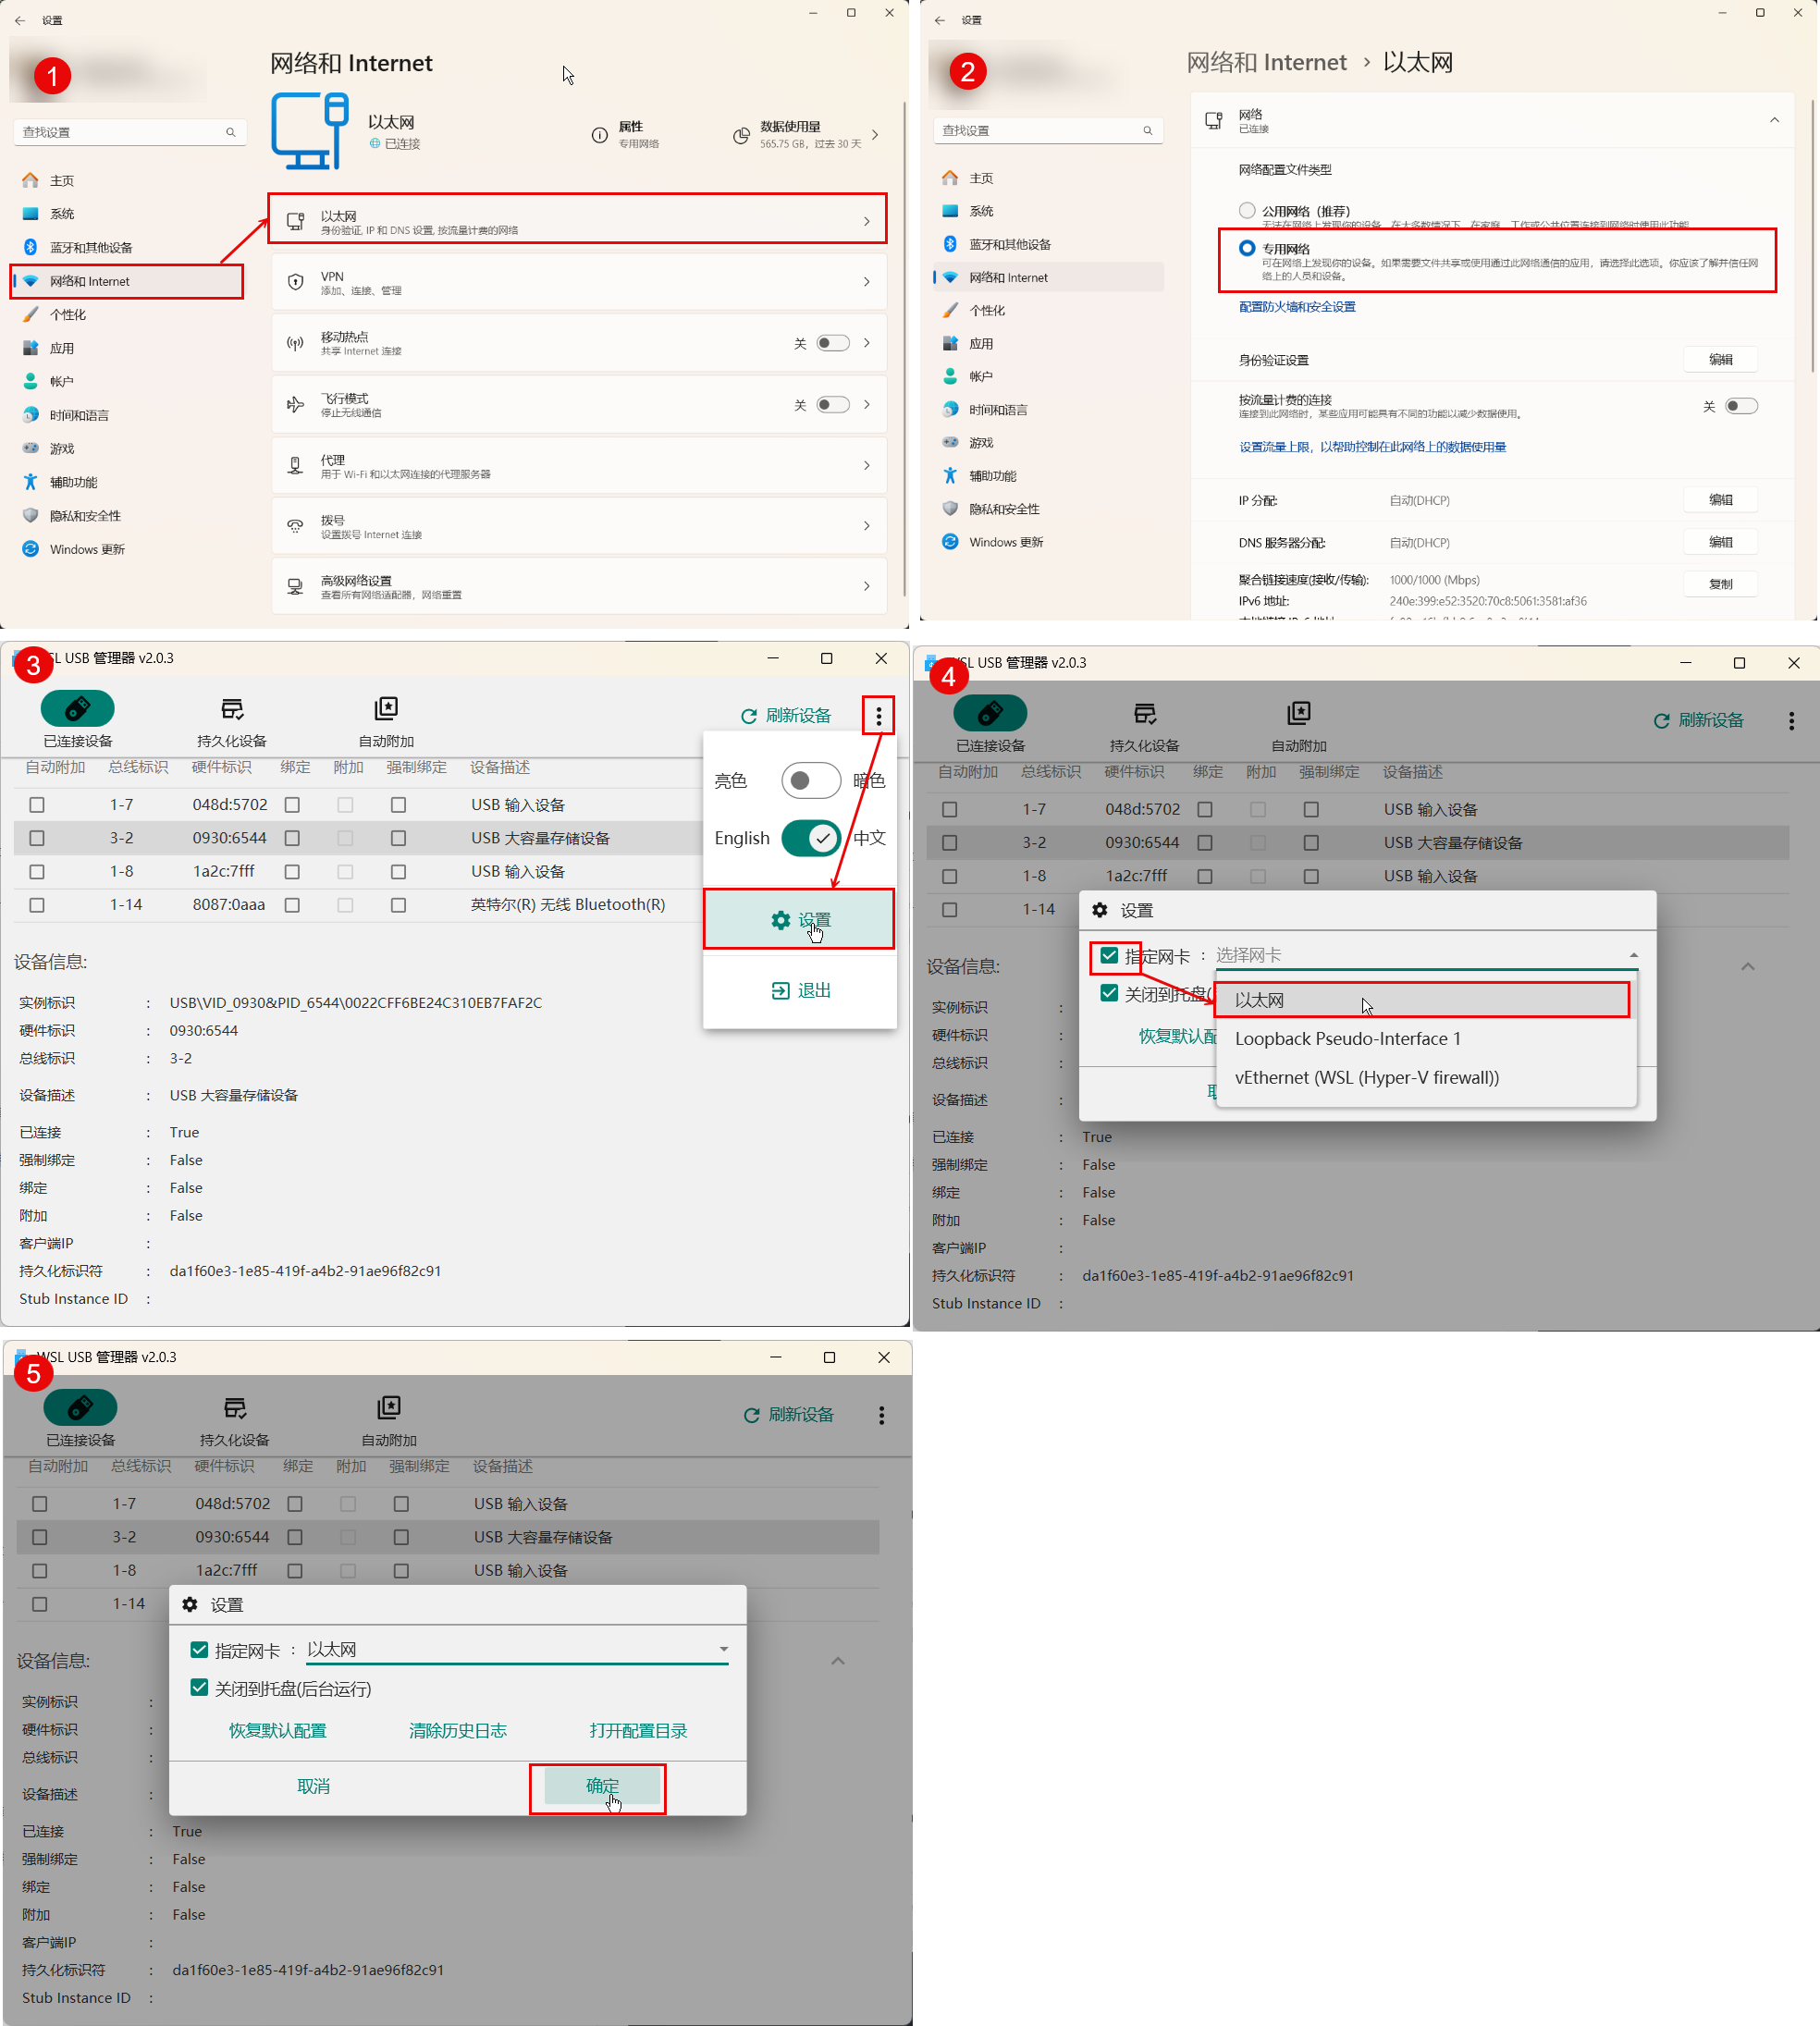 设置
1
查找设置
主页
系统
蓝牙和其他设备
网络和 Internet
个性化
应用
帐户
时间和语言
游戏
辅助功能
隐私和安全性
Windows 更新
网络和 Internet
以太网
已连接
属性
专用网络
数据使用量
565.75 GB，过去 30 天
以太网
身份验证, IP 和 DNS 设置, 按流量计费的网络
VPN
添加、连接、管理
移动热点
共享 Internet 连接
关
飞行模式
停止无线通信
关
代理
用于 Wi-Fi 和以太网连接的代理服务器
拨号
设置拨号 Internet 连接
高级网络设置
查看所有网络适配器，网络重置
设置
2
查找设置
主页
系统
蓝牙和其他设备
网络和 Internet
个性化
应用
帐户
时间和语言
游戏
辅助功能
隐私和安全性
Windows 更新
网络和 Internet › 以太网
网络
已连接
网络配置文件类型
公用网络（推荐）
无法在网络上发现你的设备。在大多数情况下，在家庭、工作或公共位置连接到网络时使用此功能。
专用网络
可在网络上发现你的设备。如果需要文件共享或使用通过此网络通信的应用，请选择此选项。你应该了解并信任网
络上的人员和设备。
配置防火墙和安全设置
身份验证设置 编辑
按流量计费的连接
连接到此网络时，某些应用可能具有不同的功能以减少数据使用。
关
设置流量上限，以帮助控制在此网络上的数据使用量
IP 分配: 自动(DHCP) 编辑
DNS 服务器分配: 自动(DHCP) 编辑
聚合链接速度(接收/传输): 1000/1000 (Mbps) 复制
IPv6 地址: 240e:399:e52:3520:70c8:5061:3581:af36
3
SL USB 管理器 v2.0.3
已连接设备 持久化设备 自动附加 刷新设备
自动附加 总线标识 硬件标识 绑定 附加 强制绑定 设备描述
1-7 048d:5702 USB 输入设备
3-2 0930:6544 USB 大容量存储设备
1-8 1a2c:7fff USB 输入设备
1-14 8087:0aaa 英特尔(R) 无线 Bluetooth(R)
亮色 暗色
English 中文
设置
退出
设备信息:
实例标识 : USB\VID_0930&PID_6544\0022CFF6BE24C310EB7FAF2C
硬件标识 : 0930:6544
总线标识 : 3-2
设备描述 : USB 大容量存储设备
已连接 : True
强制绑定 : False
绑定 : False
附加 : False
客户端IP :
持久化标识符 : da1f60e3-1e85-419f-a4b2-91ae96f82c91
Stub Instance ID :
4
SL USB 管理器 v2.0.3
已连接设备 持久化设备 自动附加 刷新设备
自动附加 总线标识 硬件标识 绑定 附加 强制绑定 设备描述
1-7 048d:5702 USB 输入设备
3-2 0930:6544 USB 大容量存储设备
1-8 1a2c:7fff USB 输入设备
1-14
设置
指定网卡 : 选择网卡
关闭到托盘(
以太网
恢复默认配
Loopback Pseudo-Interface 1
vEthernet (WSL (Hyper-V firewall))
设备信息:
实例标识 :
硬件标识 :
总线标识 :
设备描述 :
已连接 : True
强制绑定 : False
绑定 : False
附加 : False
客户端IP :
持久化标识符 : da1f60e3-1e85-419f-a4b2-91ae96f82c91
Stub Instance ID :
5
WSL USB 管理器 v2.0.3
已连接设备 持久化设备 自动附加 刷新设备
自动附加 总线标识 硬件标识 绑定 附加 强制绑定 设备描述
1-7 048d:5702 USB 输入设备
3-2 0930:6544 USB 大容量存储设备
1-8 1a2c:7fff USB 输入设备
1-14
设置
指定网卡 : 以太网
关闭到托盘(后台运行)
恢复默认配置 清除历史日志 打开配置目录
取消 确定
设备信息:
实例标识 :
硬件标识 :
总线标识 :
设备描述 :
已连接 : True
强制绑定 : False
绑定 : False
附加 : False
客户端IP :
持久化标识符 : da1f60e3-1e85-419f-a4b2-91ae96f82c91
Stub Instance ID :